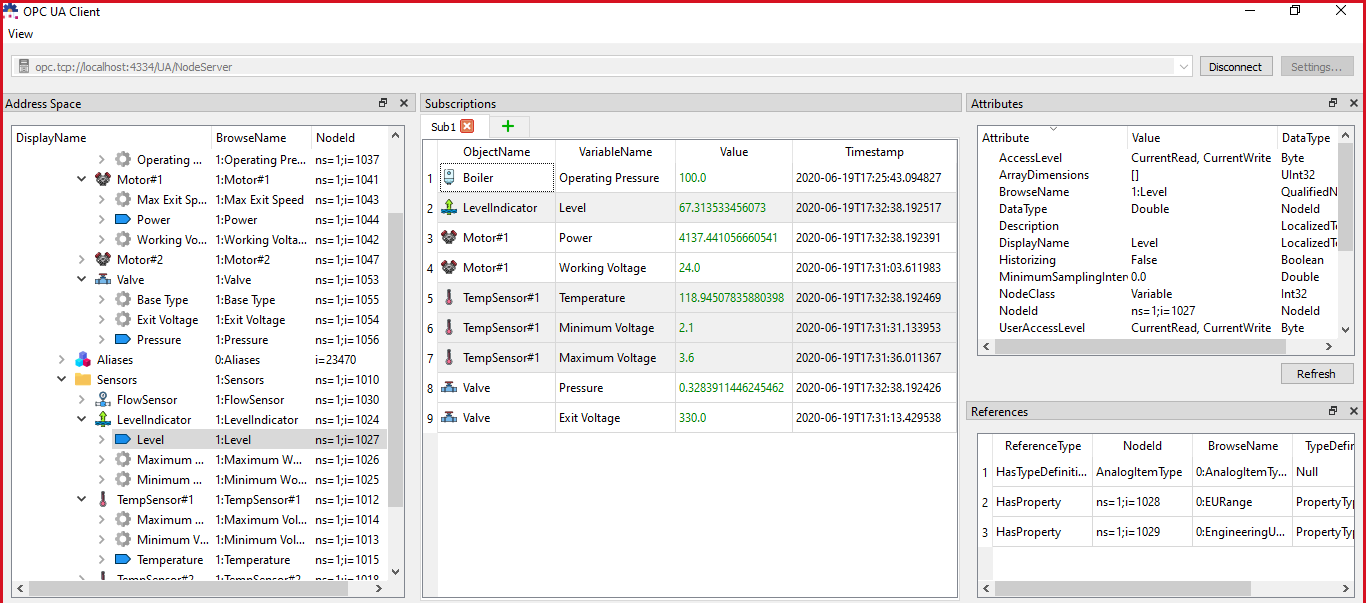 OPC UA Client
View
opc.tcp://localhost:4334/UA/NodeServer Disconnect Settings...
Address Space
DisplayName BrowseName NodeId
Operating ... 1:Operating Pre... ns=1;i=1037
Motor#1 1:Motor#1 ns=1;i=1041
Max Exit Sp... 1:Max Exit Speed ns=1;i=1043
Power 1:Power ns=1;i=1044
Working Vo... 1:Working Volta... ns=1;i=1042
Motor#2 1:Motor#2 ns=1;i=1047
Valve 1:Valve ns=1;i=1053
Base Type 1:Base Type ns=1;i=1055
Exit Voltage 1:Exit Voltage ns=1;i=1054
Pressure 1:Pressure ns=1;i=1056
Aliases 0:Aliases i=23470
Sensors 1:Sensors ns=1;i=1010
FlowSensor 1:FlowSensor ns=1;i=1030
LevelIndicator 1:LevelIndicator ns=1;i=1024
Level 1:Level ns=1;i=1027
Maximum ... 1:Maximum W... ns=1;i=1026
Minimum ... 1:Minimum Wo... ns=1;i=1025
TempSensor#1 1:TempSensor#1 ns=1;i=1012
Maximum ... 1:Maximum Vol... ns=1;i=1014
Minimum V... 1:Minimum Vol... ns=1;i=1013
Temperature 1:Temperature ns=1;i=1015
TempSensor#2 1:TempSensor#2 ns=1;i=1018
Subscriptions
Sub1
ObjectName VariableName Value Timestamp
1 Boiler Operating Pressure 100.0 2020-06-19T17:25:43.094827
2 LevelIndicator Level 67.313533456073 2020-06-19T17:32:38.192517
3 Motor#1 Power 4137.441056660541 2020-06-19T17:32:38.192391
4 Motor#1 Working Voltage 24.0 2020-06-19T17:31:03.611983
5 TempSensor#1 Temperature 118.94507835880398 2020-06-19T17:32:38.192469
6 TempSensor#1 Minimum Voltage 2.1 2020-06-19T17:31:31.133953
7 TempSensor#1 Maximum Voltage 3.6 2020-06-19T17:31:36.011367
8 Valve Pressure 0.3283911446245462 2020-06-19T17:32:38.192426
9 Valve Exit Voltage 330.0 2020-06-19T17:31:13.429538
Attributes
Attribute Value DataType
AccessLevel CurrentRead, CurrentWrite Byte
ArrayDimensions [] UInt32
BrowseName 1:Level QualifiedN
DataType Double NodeId
Description LocalizedT
DisplayName Level LocalizedT
Historizing False Boolean
MinimumSamplingInter 0.0 Double
NodeClass Variable Int32
NodeId ns=1;i=1027 NodeId
UserAccessLevel CurrentRead, CurrentWrite Byte
Refresh
References
ReferenceType NodeId BrowseName TypeDefin
1 HasTypeDefiniti... AnalogItemType 0:AnalogItemTy... Null
2 HasProperty ns=1;i=1028 0:EURange PropertyTyp
3 HasProperty ns=1;i=1029 0:EngineeringU... PropertyTyp